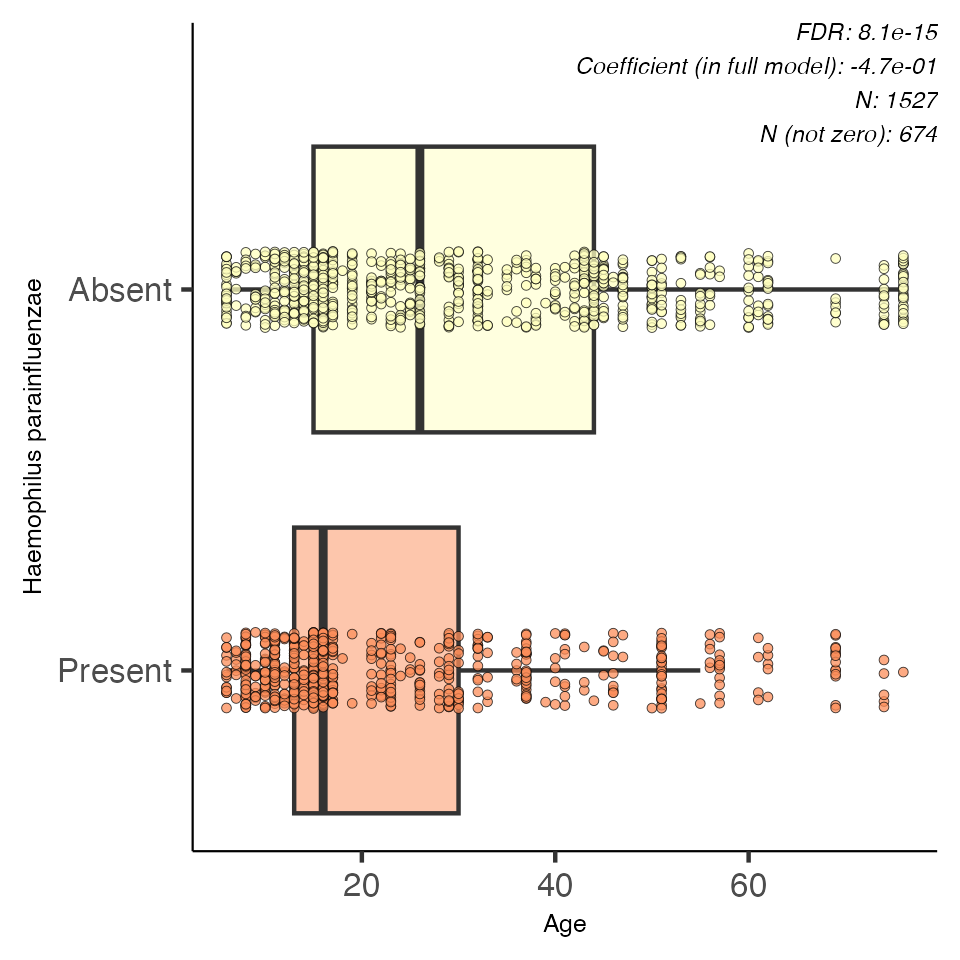 FDR: 8.1e-15
Coefficient (in full model): -4.7e-01
N: 1527
N (not zero): 674
Haemophilus parainfluenzae
Absent
Present
20 40 60
Age